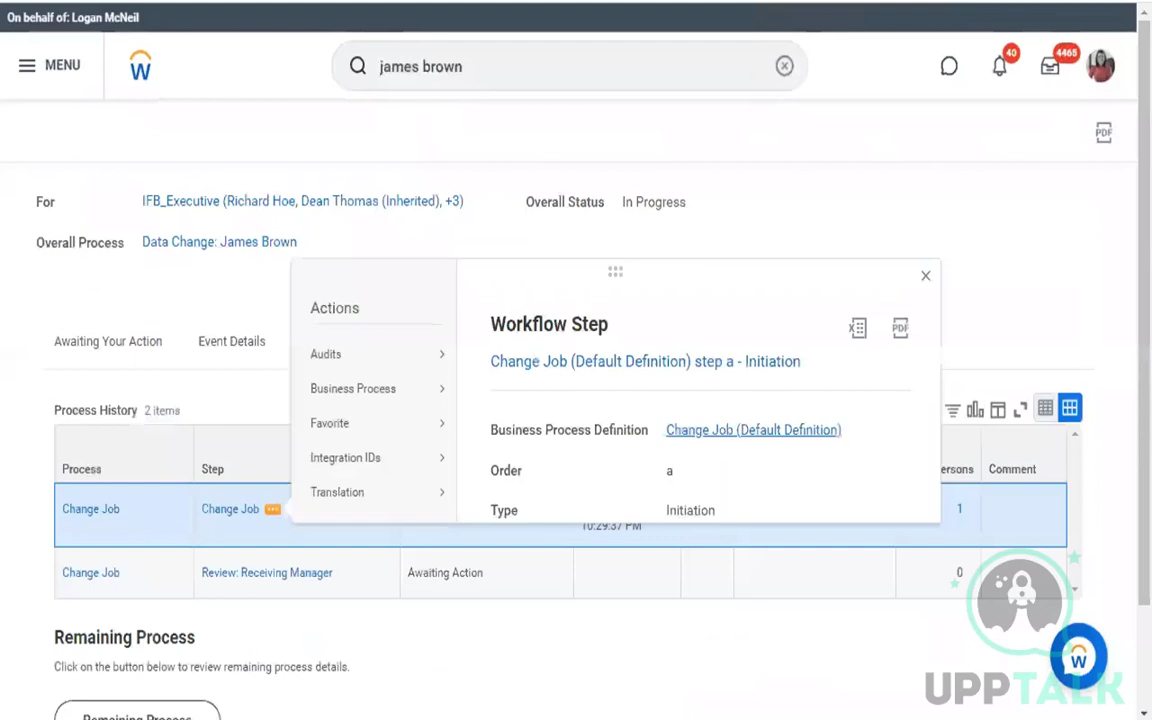 On behalf of: Logan McNeil
MENU
james brown
40
4465
PDF
For
IFB_Executive (Richard Hoe, Dean Thomas (Inherited), +3)
Overall Status
In Progress
Overall Process
Data Change: James Brown
Actions
Audits
Business Process
Favorite
Integration IDs
Translation
Workflow Step
PDF
Change Job (Default Definition) step a - Initiation
Business Process Definition
Change Job (Default Definition)
Order
a
Type
Initiation
Awaiting Your Action
Event Details
Process History 2 items
Process
Step
ersons
Comment
Change Job
Change Job
10:29:37 PM
1
Change Job
Review: Receiving Manager
Awaiting Action
0
Remaining Process
Click on the button below to review remaining process details.
Remaining Process
UPPTALK